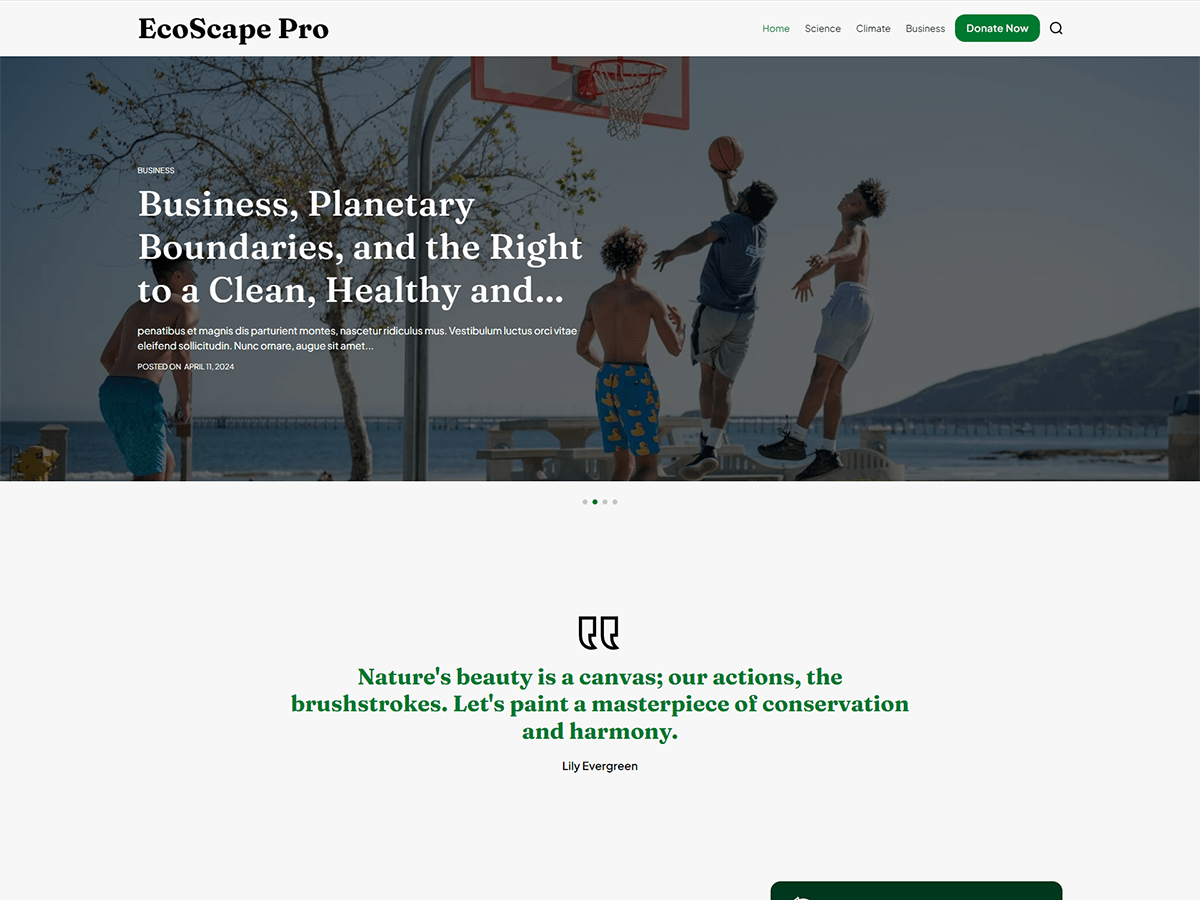 EcoScape Pro
Home Science Climate Business Donate Now
BUSINESS
Business, Planetary
Boundaries, and the Right
to a Clean, Healthy and...
penatibus et magnis dis parturient montes, nascetur ridiculus mus. Vestibulum luctus orci vitae
eleifend sollicitudin. Nunc ornare, augue sit amet...
POSTED ON APRIL 11, 2024
Nature's beauty is a canvas; our actions, the
brushstrokes. Let's paint a masterpiece of conservation
and harmony.
Lily Evergreen